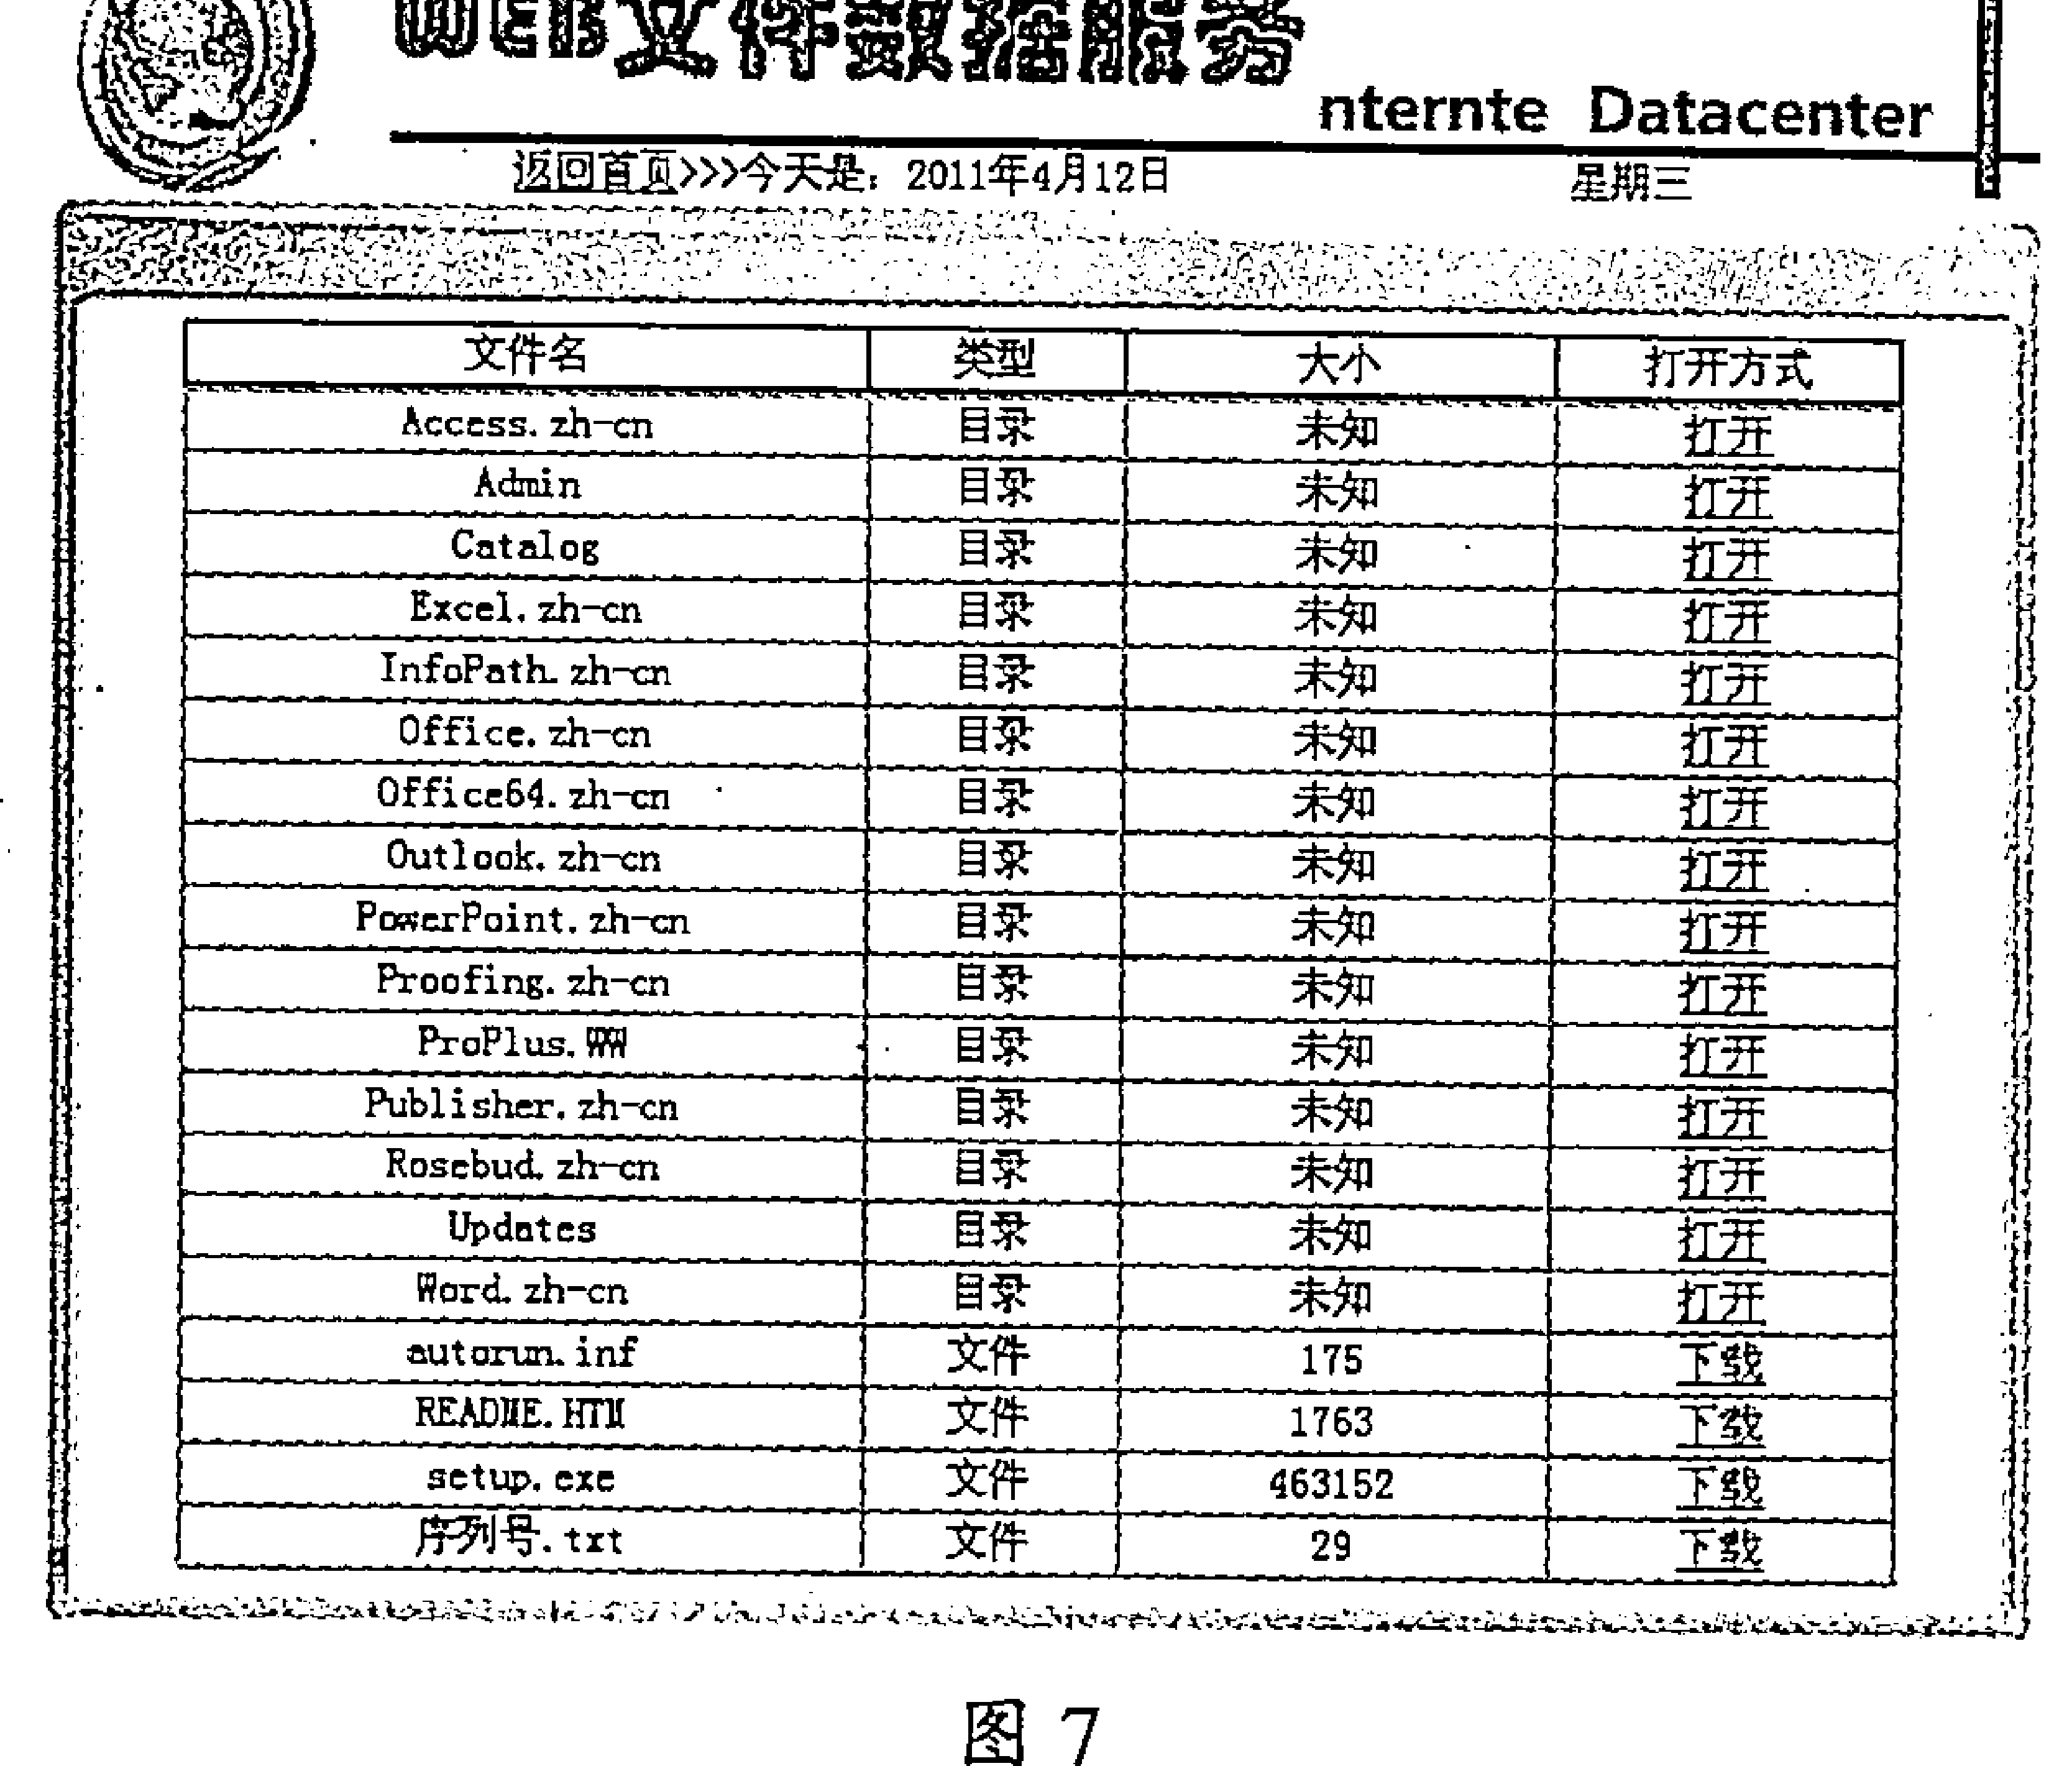 WEB文件数据服务
nternte Datacenter
返回首页>>>今天是：2011年4月12日 星期三
文件名 类型 大小 打开方式
Access.zh-cn 目录 未知 打开
Admin 目录 未知 打开
Catalog 目录 未知 打开
Excel.zh-cn 目录 未知 打开
InfoPath.zh-cn 目录 未知 打开
Office.zh-cn 目录 未知 打开
Office64.zh-cn 目录 未知 打开
Outlook.zh-cn 目录 未知 打开
PowerPoint.zh-cn 目录 未知 打开
Proofing.zh-cn 目录 未知 打开
ProPlus.WW 目录 未知 打开
Publisher.zh-cn 目录 未知 打开
Rosebud.zh-cn 目录 未知 打开
Updates 目录 未知 打开
Word.zh-cn 目录 未知 打开
autorun.inf 文件 175 下载
README.HTM 文件 1763 下载
setup.exe 文件 463152 下载
序列号.txt 文件 29 下载
图 7